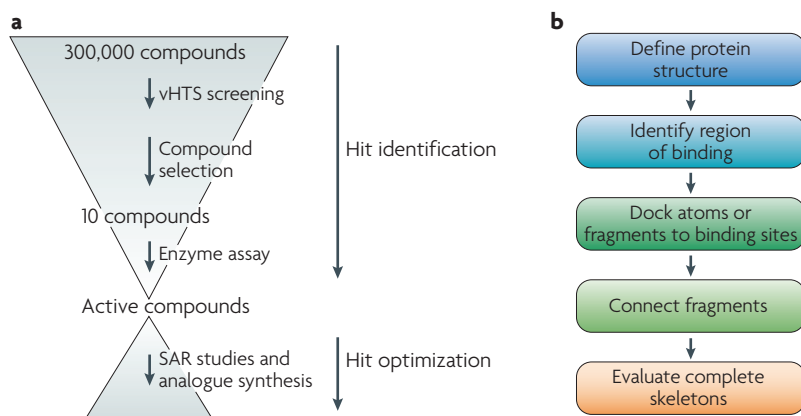 a
300,000 compounds
vHTS screening
Compound
selection
10 compounds
Enzyme assay
Active compounds
SAR studies and
analogue synthesis
Hit identification
Hit optimization
b
Define protein
structure
Identify region
of binding
Dock atoms or
fragments to binding sites
Connect fragments
Evaluate complete
skeletons